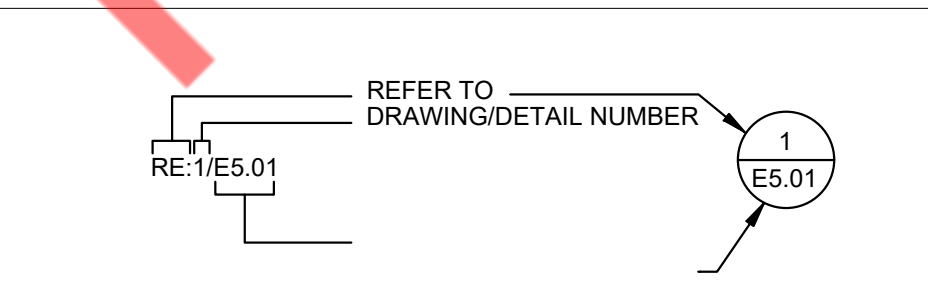 REFER TO
DRAWING/DETAIL NUMBER
RE:1/E5.01
1
E5.01